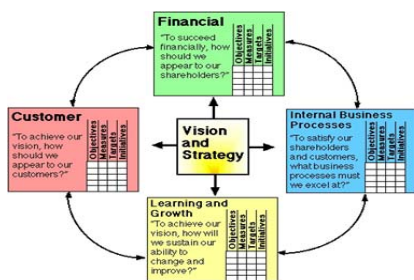 Financial
"To succeed
financially, how
should we
appear to our
shareholders?"
Objectives
Measures
Targets
Initiatives
Customer
"To achieve our
vision, how
should we
appear to our
customers?"
Objectives
Measures
Targets
Initiatives
Vision
and
Strategy
Internal Business
Processes
"To satisfy our
shareholders
and customers,
what business
processes must
we excel at?"
Objectives
Measures
Targets
Initiatives
Learning and
Growth
"To achieve our
vision, how will
we sustain our
ability to
change and
improve?"
Objectives
Measures
Targets
Initiatives